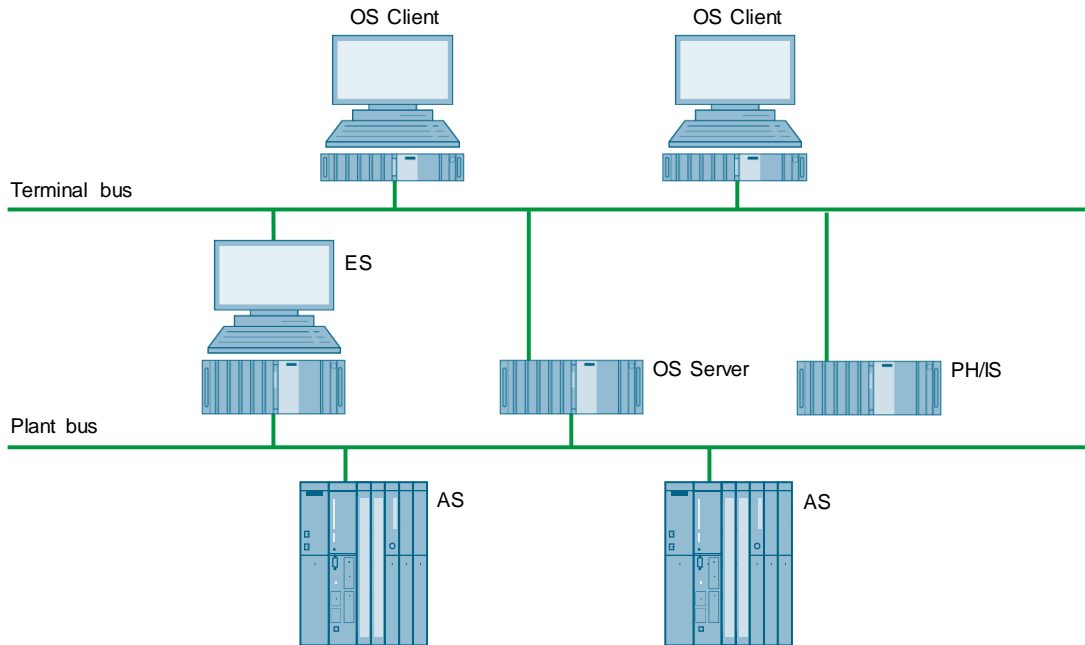 OS Client
OS Client
Terminal bus
ES
OS Server
PH/IS
Plant bus
AS
AS